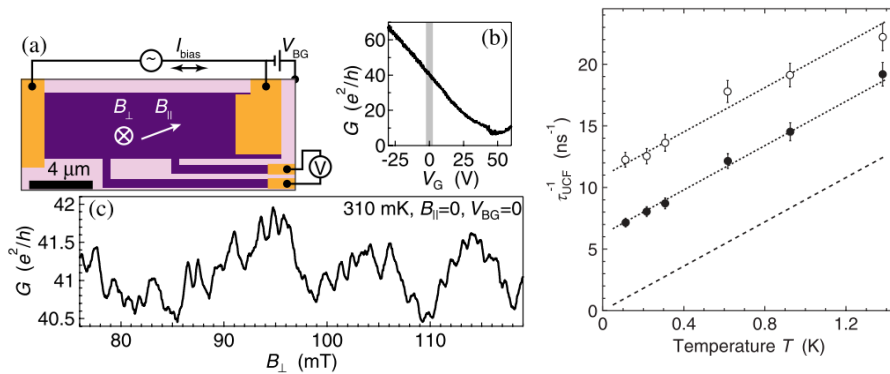 (a)
I_bias
V_BG
~
B_⊥
B_||
V
4 μm
(b)
G (e²/h)
60
40
20
0
-25
0
25
50
V_G (V)
(c)
310 mK, B_||=0, V_BG=0
G (e²/h)
42
41.5
41
40.5
80
90
100
110
B_⊥ (mT)
τ_UCF^-1 (ns^-1)
20
15
10
5
0
0
0.4
0.8
1.2
Temperature T (K)